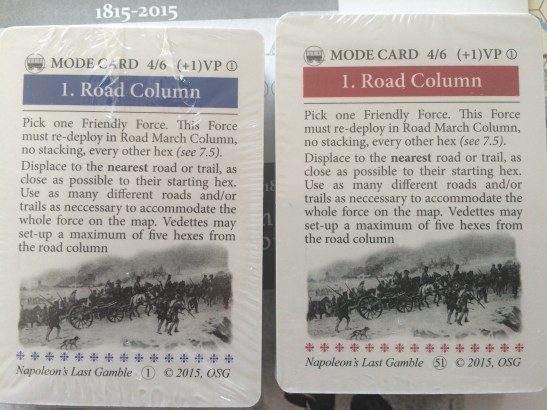 1815-2015
MODE CARD 4/6 (+1)VP 1
1. Road Column
Pick one Friendly Force. This Force
must re-deploy in Road March Column,
no stacking, every other hex (see 7.5).
Displace to the nearest road or trail, as
close as possible to their starting hex.
Use as many different roads and/or
trails as neccessary to accommodate the
whole force on the map. Vedettes may
set-up a maximum of five hexes from
the road column
Napoleon's Last Gamble 1 © 2015, OSG
MODE CARD 4/6 (+1)VP 1
1. Road Column
Pick one Friendly Force. This Force
must re-deploy in Road March Column,
no stacking, every other hex (see 7.5).
Displace to the nearest road or trail, as
close as possible to their starting hex.
Use as many different roads and/or
trails as neccessary to accommodate the
whole force on the map. Vedettes may
set-up a maximum of five hexes from
the road column
Napoleon's Last Gamble 51 © 2015, OSG